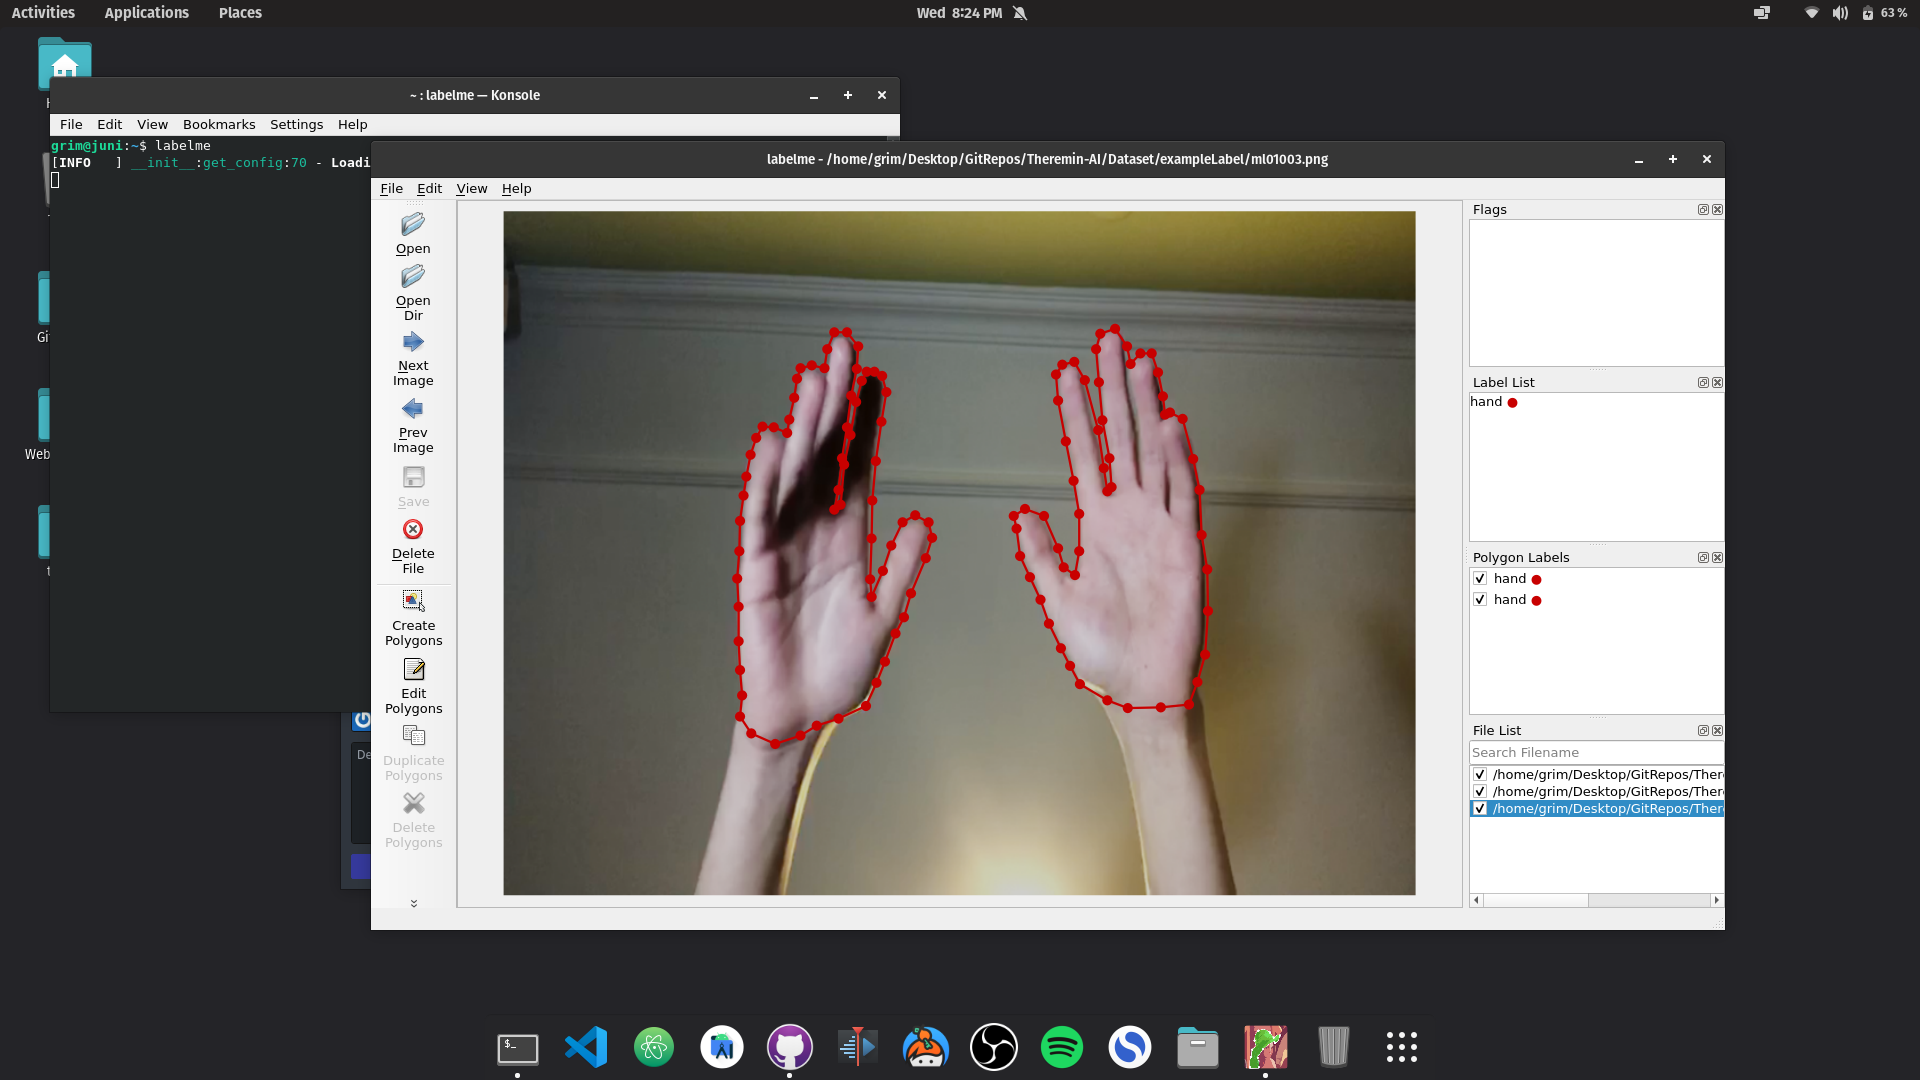 Activities Applications Places Wed 8:24 PM 63 %
~ : labelme — Konsole
File Edit View Bookmarks Settings Help
grim@juni:~$ labelme
[INFO   ] __init__:get_config:70 - Loadi
labelme - /home/grim/Desktop/GitRepos/Theremin-AI/Dataset/exampleLabel/ml01003.png
File Edit View Help
Open
Open
Dir
Next
Image
Prev
Image
Save
Delete
File
Create
Polygons
Edit
Polygons
Duplicate
Polygons
Delete
Polygons
Flags
Label List
hand
Polygon Labels
hand
hand
File List
Search Filename
/home/grim/Desktop/GitRepos/Ther
/home/grim/Desktop/GitRepos/Ther
/home/grim/Desktop/GitRepos/Ther
Gi
Web
De
$_